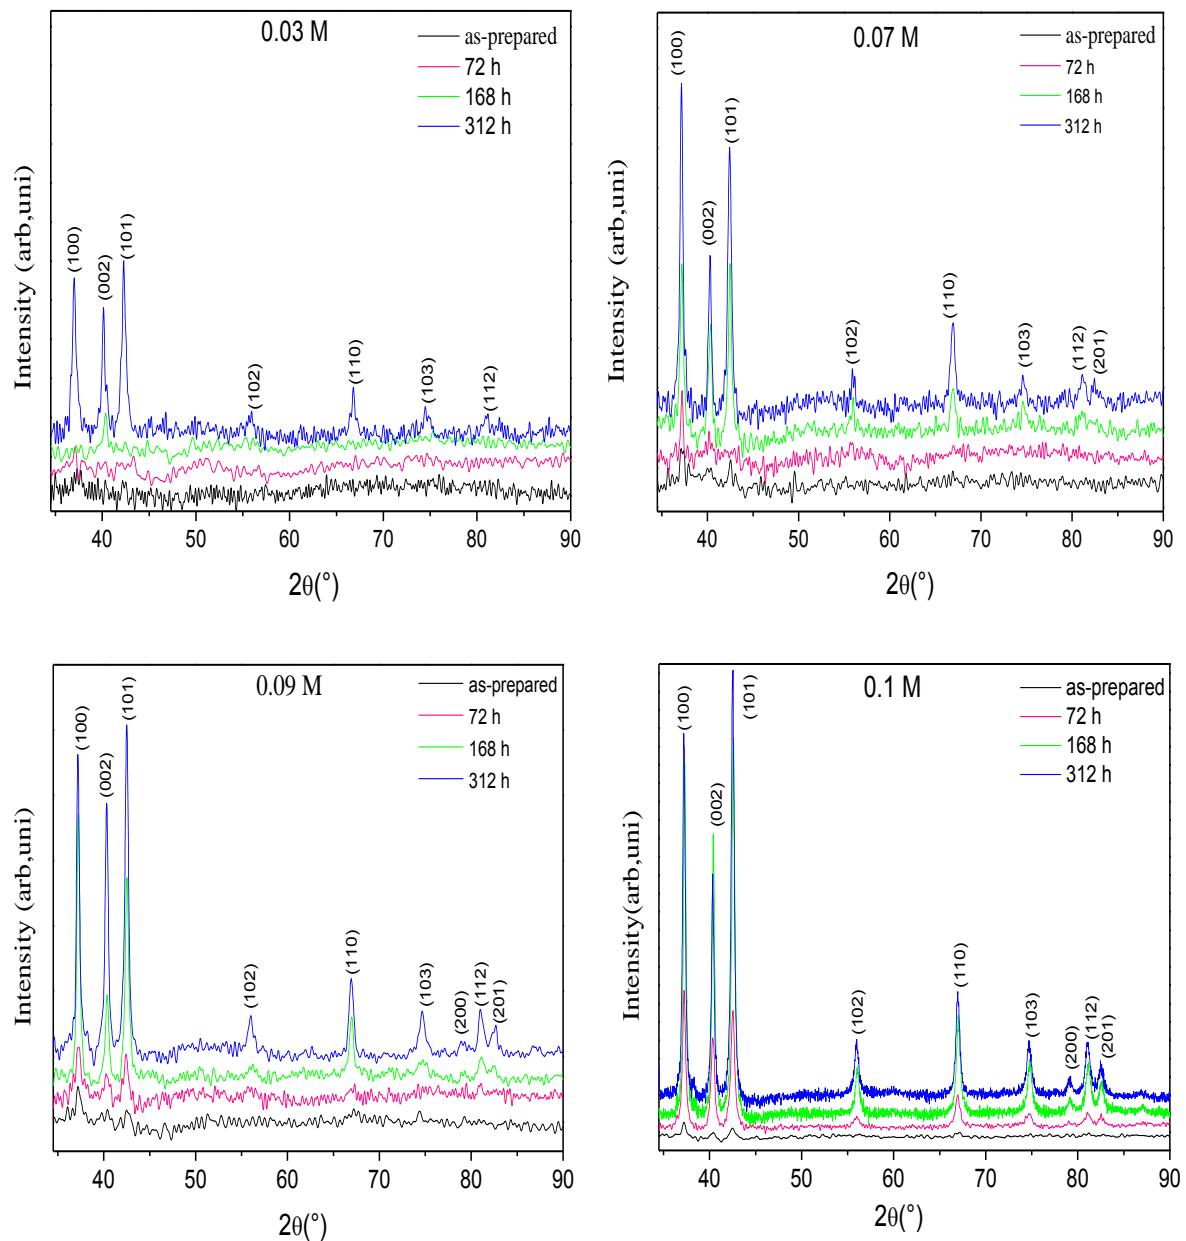 0.03 M
as-prepared
72 h
168 h
312 h
(100)
(002)
(101)
(102)
(110)
(103)
(112)
Intensity (arb,uni)
40 50 60 70 80 90
2θ(°)
0.07 M
as-prepared
72 h
168 h
312 h
(100)
(002)
(101)
(102)
(110)
(103)
(112)
(201)
Intensity (arb,uni)
40 50 60 70 80 90
2θ(°)
0.09 M
as-prepared
72 h
168 h
312 h
(100)
(002)
(101)
(102)
(110)
(103)
(200)
(112)
(201)
Intensity (arb,uni)
40 50 60 70 80 90
2θ(°)
0.1 M
as-prepared
72 h
168 h
312 h
(100)
(002)
(101)
(102)
(110)
(103)
(200)
(112)
(201)
Intensity(arb,uni)
40 50 60 70 80 90
2θ(°)